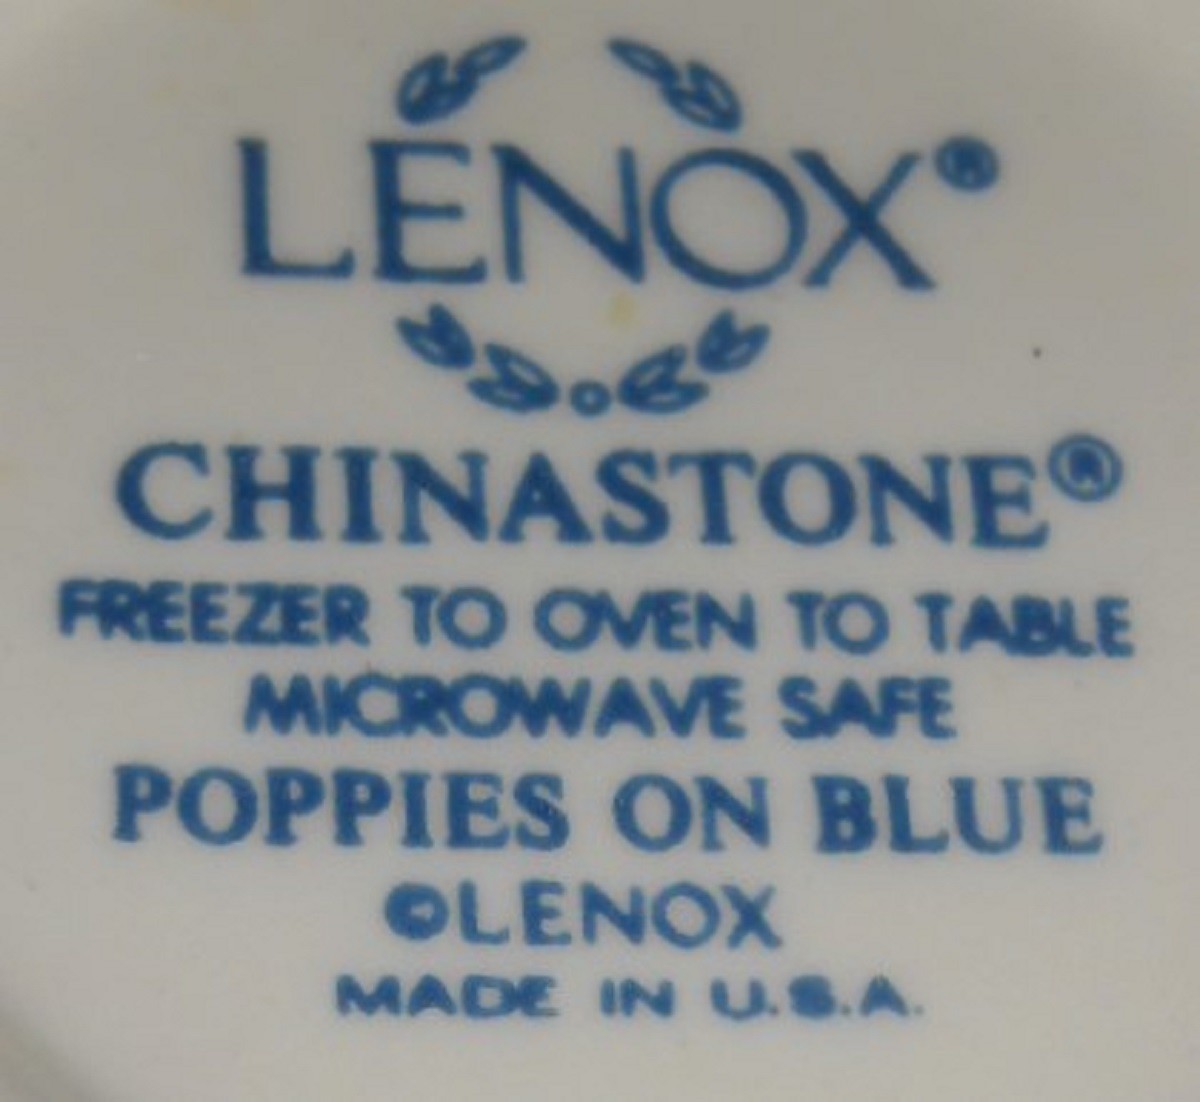 LENOX®
CHINASTONE®
FREEZER TO OVEN TO TABLE
MICROWAVE SAFE
POPPIES ON BLUE
©LENOX
MADE IN U.S.A.